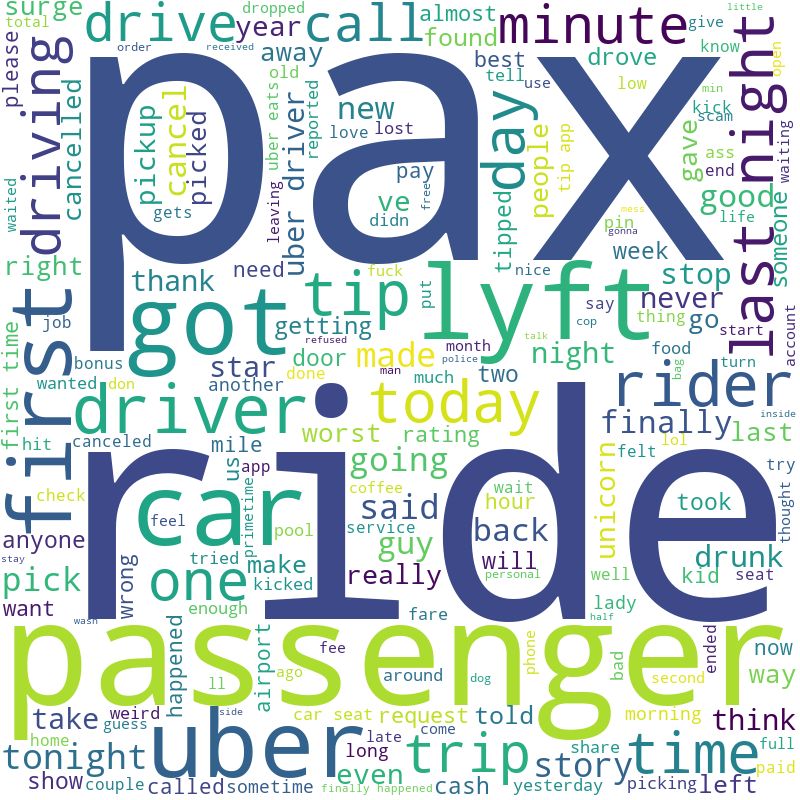 surge
total
dropped
order
received
drive
call
year
away
minute
almost
found
best
give
little
know
please
pax
driving
cancelled
waited
pickup
cancel
picked
gets
uber eats
old
reported
uber driver
leaving
new
love
lost
pay
ve
didn
free
tell
use
day
tipped
people
tip app
drove
low
kick
min
scam
gave
ass
end
good
life
last night
open
waiting
someone
pin
mess
gonna
week
right
thank
need
fuck
put
nice
say
cop
stop
never
thing
go
start
account
first
job
got
tip
lyft
getting
refused
month
talk
police
food
turn
bonus
star
door
made
done
man
much
two
night
bag
first time
wanted
don
another
driver
today
rider
inside
hit
canceled
mile
us
app
worst
rating
unicorn
finally
felt
lol
last
try
check
car
ride
going
coffee
feel
pool
primetime
service
said
wait
hour
back
took
thought
anyone
stay
wrong
tried
make
guy
will
personal
really
well
drunk
kid
seat
pick
want
one
kicked
enough
fare
lady
half
wash
passenger
happened
airport
ll
ago
fee
around
dog
phone
bad
second
ended
now
way
take
weird
guess
home
side
uber
car seat
request
told
come
late
long
trip
story
morning
time
share
think
full
paid
tonight
show
couple
called
sometime
even
finally happened
cash
yesterday
picking
left